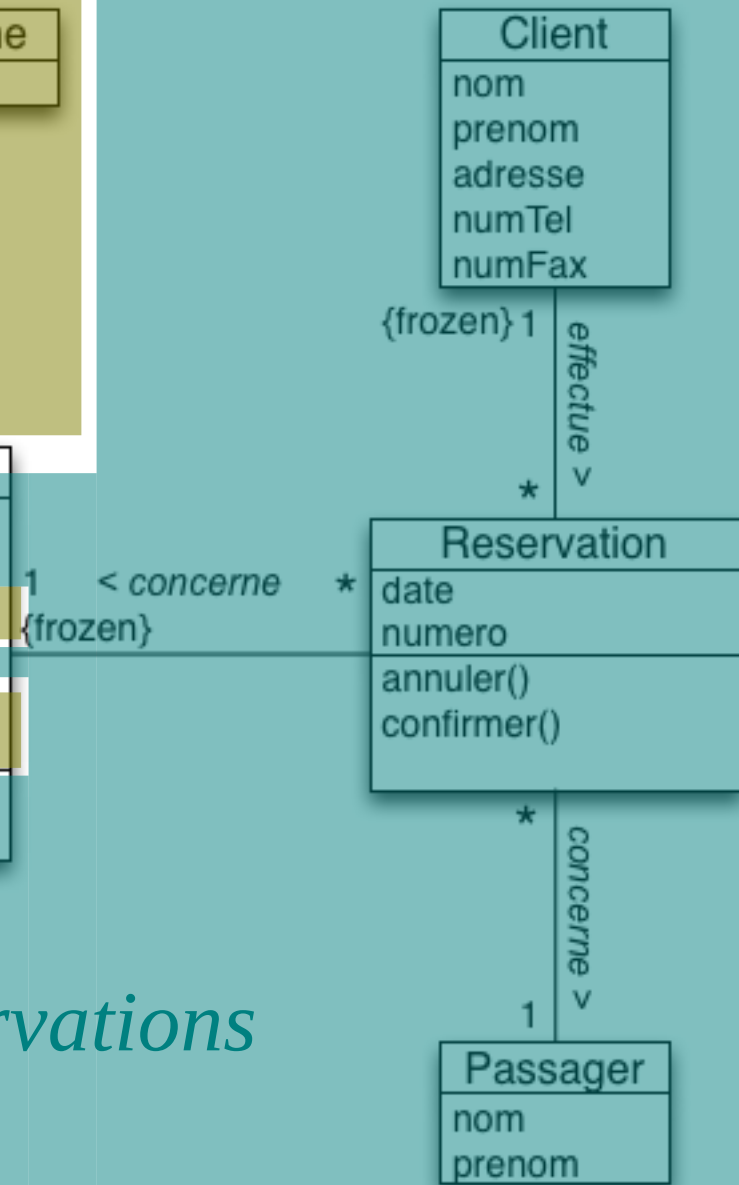 Client
nom
prenom
adresse
numTel
numFax
{frozen} 1
effectue >
*
Reservation
date
numero
annuler()
confirmer()
1 < concerne *
{frozen}
*
concerne >
1
Passager
nom
prenom